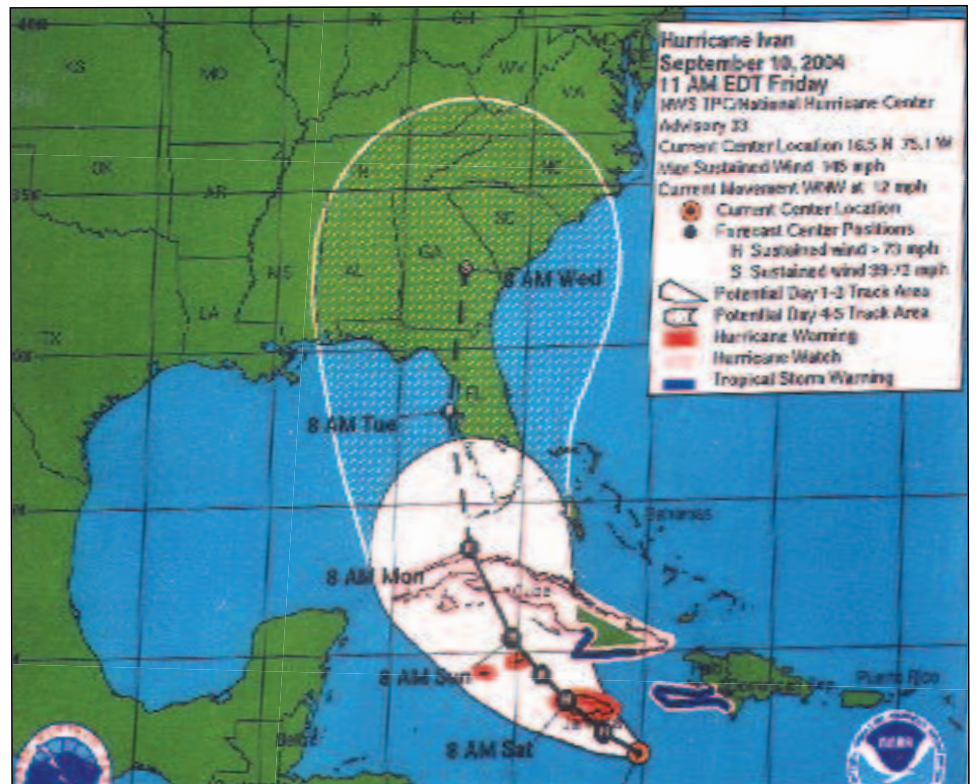 Hurricane Ivan
September 10, 2004
11 AM EDT Friday
NWS TPC/National Hurricane Center
Advisory 33
Current Center Location 16.5 N 75.1 W
Max Sustained Wind 145 mph
Current Movement WNW at 12 mph
Current Center Location
Forecast Center Positions
H Sustained wind > 73 mph
S Sustained wind 39-73 mph
Potential Day 1-3 Track Area
Potential Day 4-5 Track Area
Hurricane Warning
Hurricane Watch
Tropical Storm Warning
KS
MO
WV
VA
OK
AR
SC
MS
AL
GA
LA
TX
FL
8 AM Wed
8 AM Tue
Bahamas
8 AM Mon
Cuba
8 AM Sun
Puerto Rico
8 AM Sat
NOAA